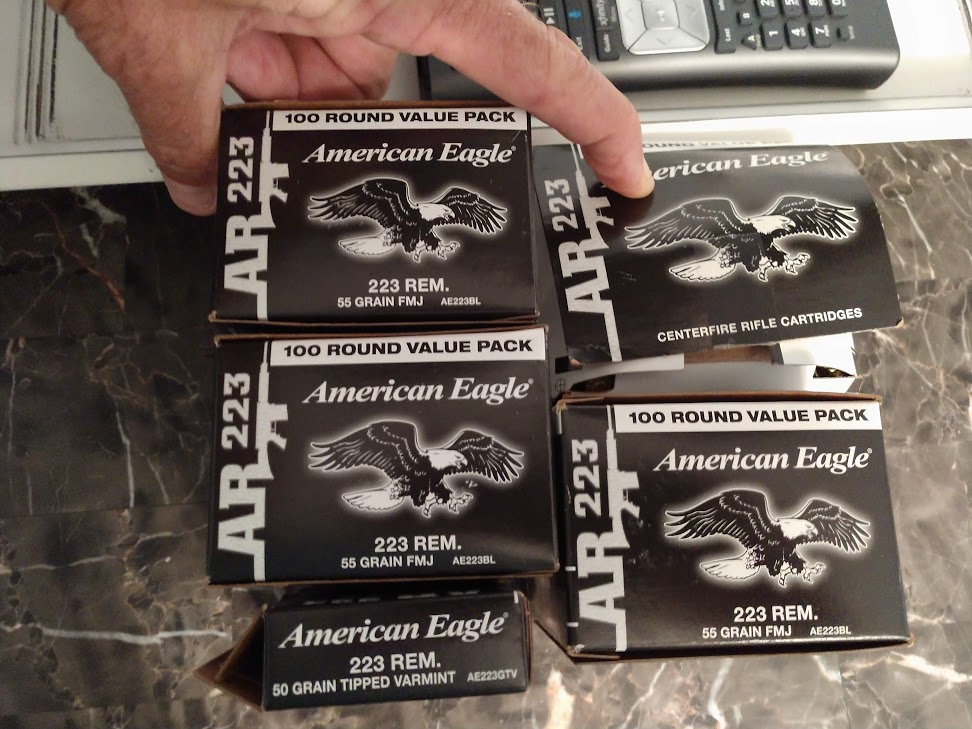 100 ROUND VALUE PACK
AR 223
American Eagle®
223 REM.
55 GRAIN FMJ AE223BL
ROUND VALUE
AR 223
erican Eagle
CENTERFIRE RIFLE CARTRIDGES
100 ROUND VALUE PACK
AR 223
American Eagle®
223 REM.
55 GRAIN FMJ AE223BL
100 ROUND VALUE PACK
AR 223
American Eagle®
223 REM.
55 GRAIN FMJ AE223BL
American Eagle®
223 REM.
50 GRAIN TIPPED VARMINT AE223GTV